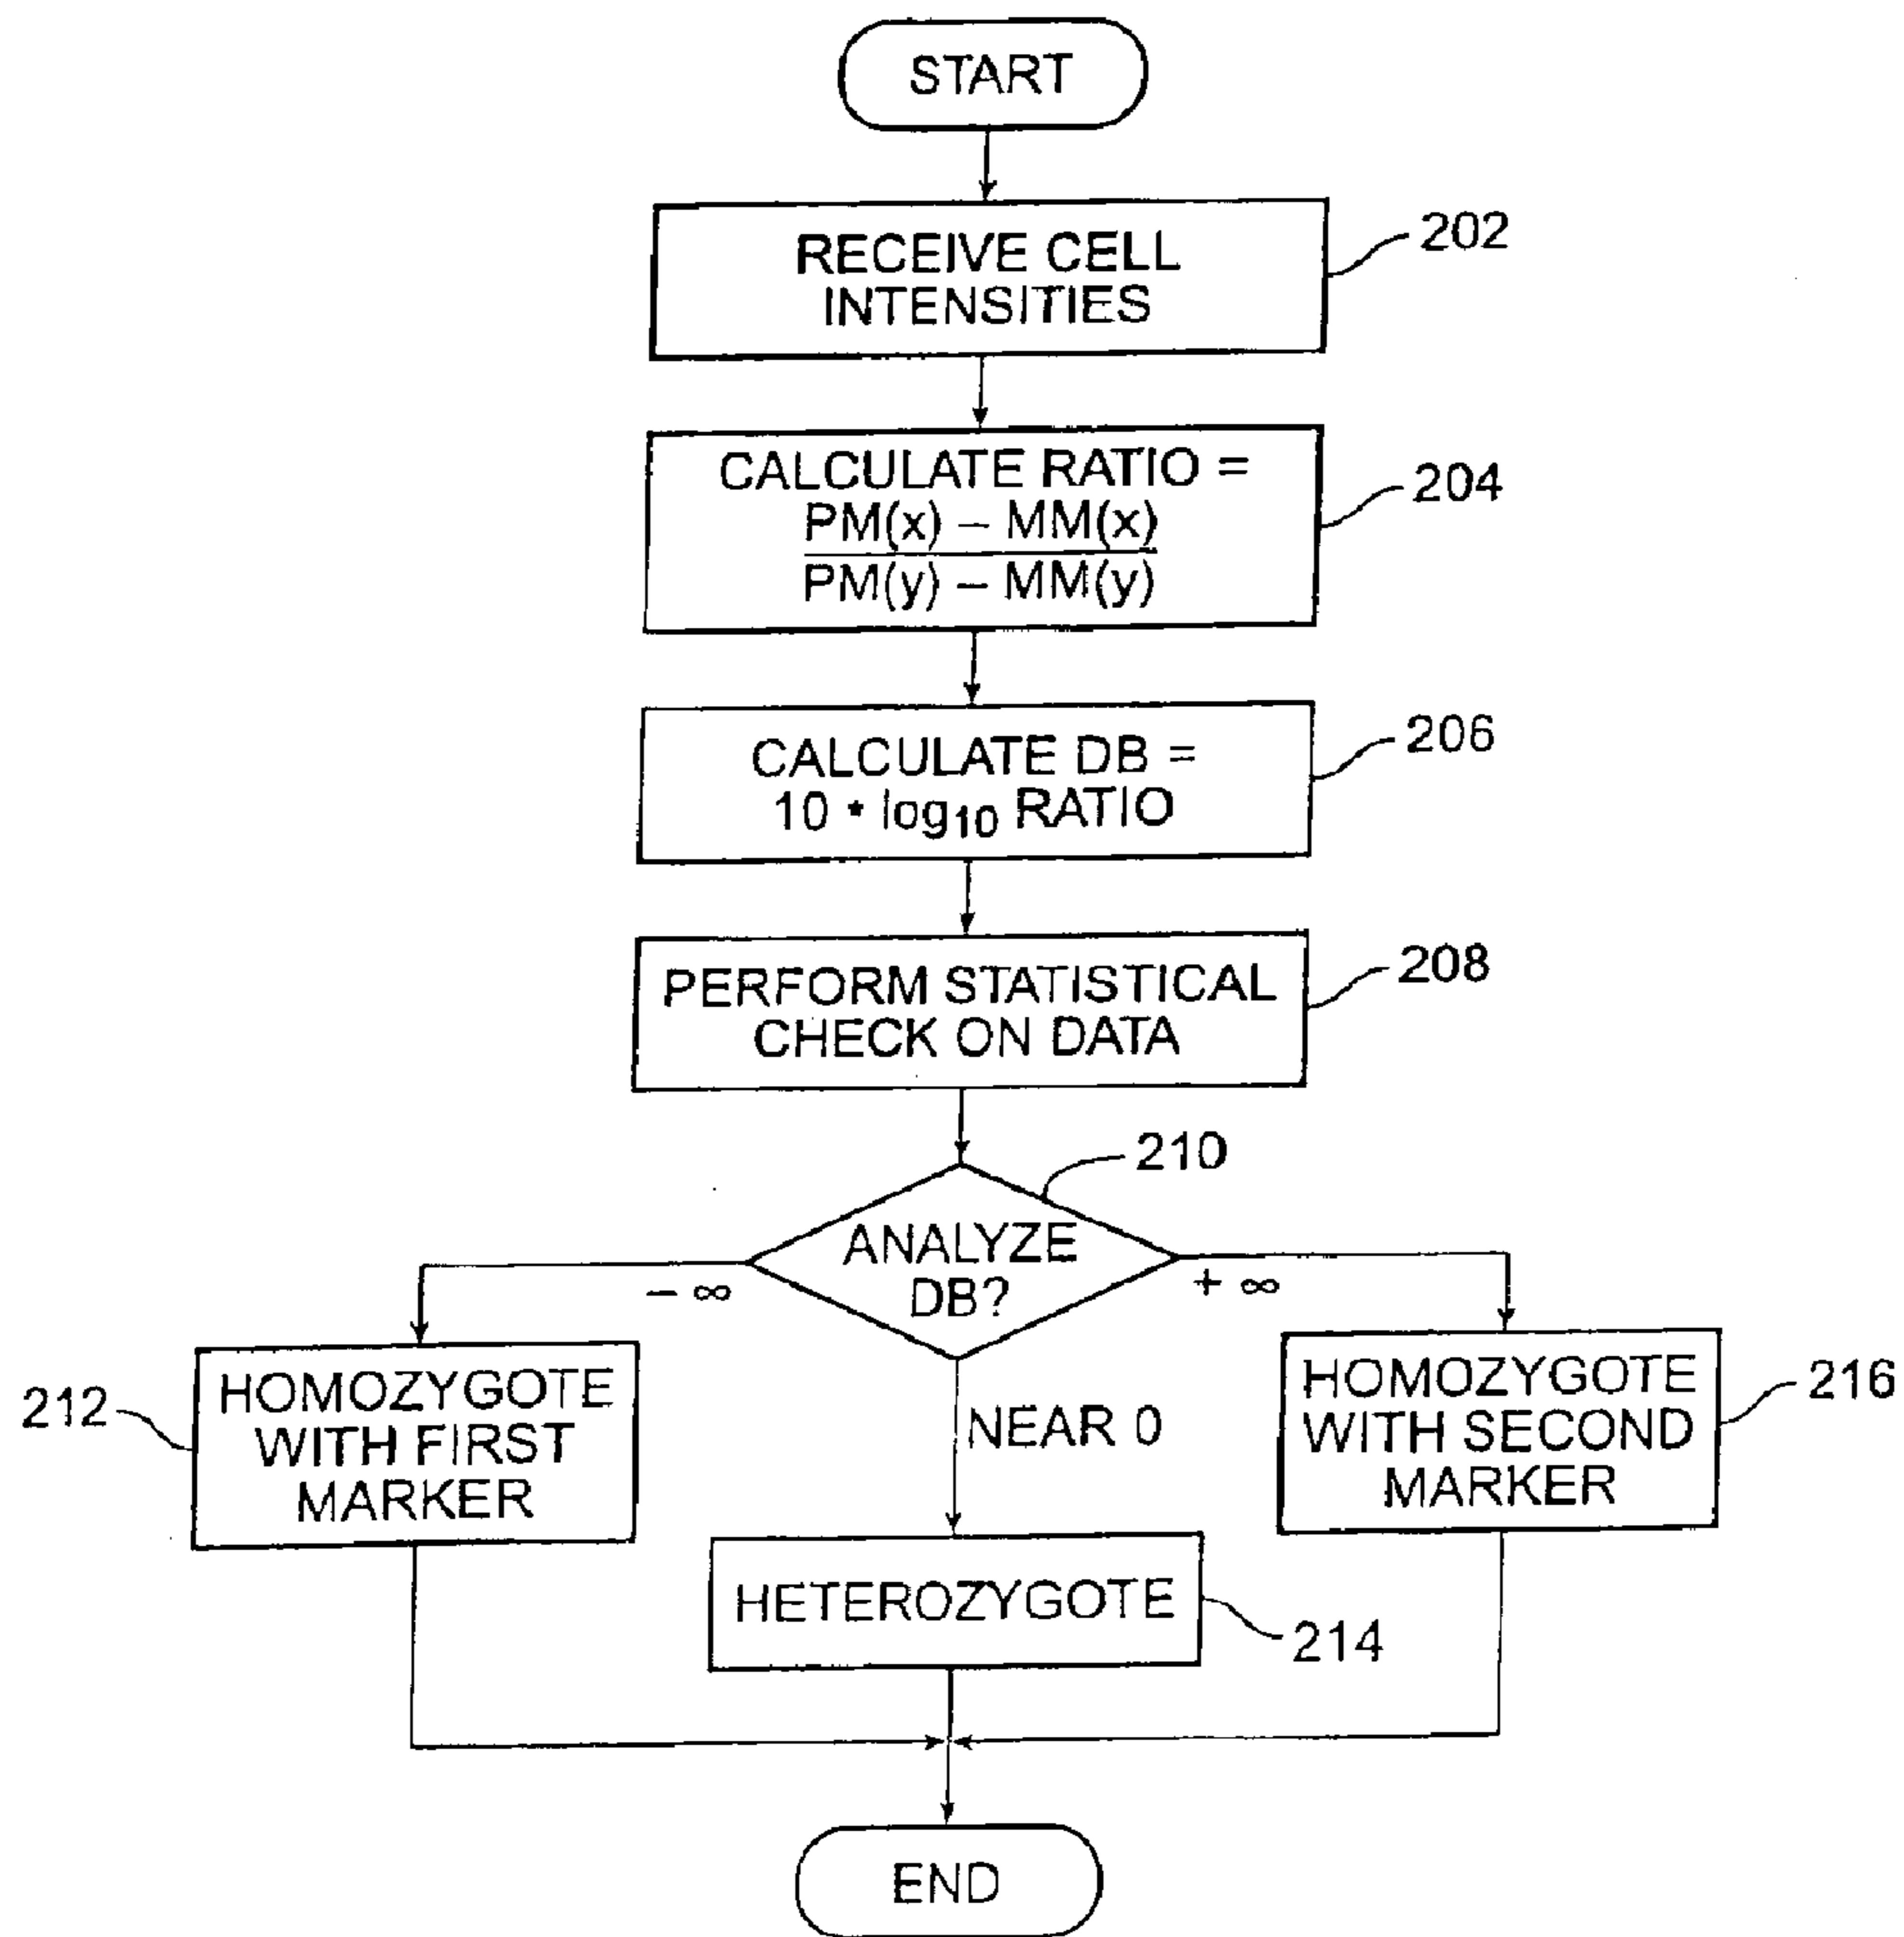 START
RECEIVE CELL
INTENSITIES
202
CALCULATE RATIO =
PM(x) – MM(x)
PM(y) – MM(y)
204
CALCULATE DB =
10 • log10 RATIO
206
PERFORM STATISTICAL
CHECK ON DATA
208
210
ANALYZE
DB?
– ∞
+ ∞
NEAR 0
212
HOMOZYGOTE
WITH FIRST
MARKER
HOMOZYGOTE
WITH SECOND
MARKER
216
HETEROZYGOTE
214
END